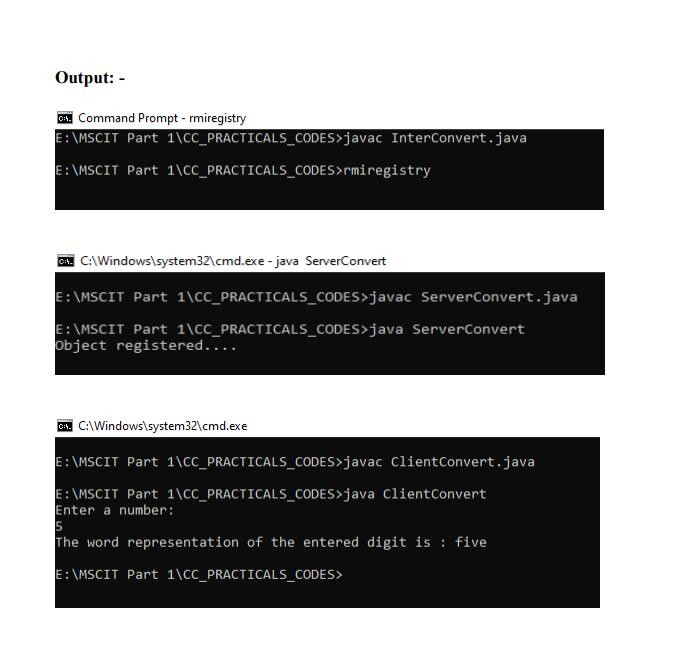 Output: -
Command Prompt - rmiregistry
E:\MSCIT Part 1\CC_PRACTICALS_CODES>javac InterConvert.java
E:\MSCIT Part 1\CC_PRACTICALS_CODES>rmiregistry
C:\Windows\system32\cmd.exe - java ServerConvert
E:\MSCIT Part 1\CC_PRACTICALS_CODES>javac ServerConvert.java
E:\MSCIT Part 1\CC_PRACTICALS_CODES>java ServerConvert
Object registered....
C:\Windows\system32\cmd.exe
E:\MSCIT Part 1\CC_PRACTICALS_CODES>javac ClientConvert.java
E:\MSCIT Part 1\CC_PRACTICALS_CODES>java ClientConvert
Enter a number:
5
The word representation of the entered digit is : five
E:\MSCIT Part 1\CC_PRACTICALS_CODES>